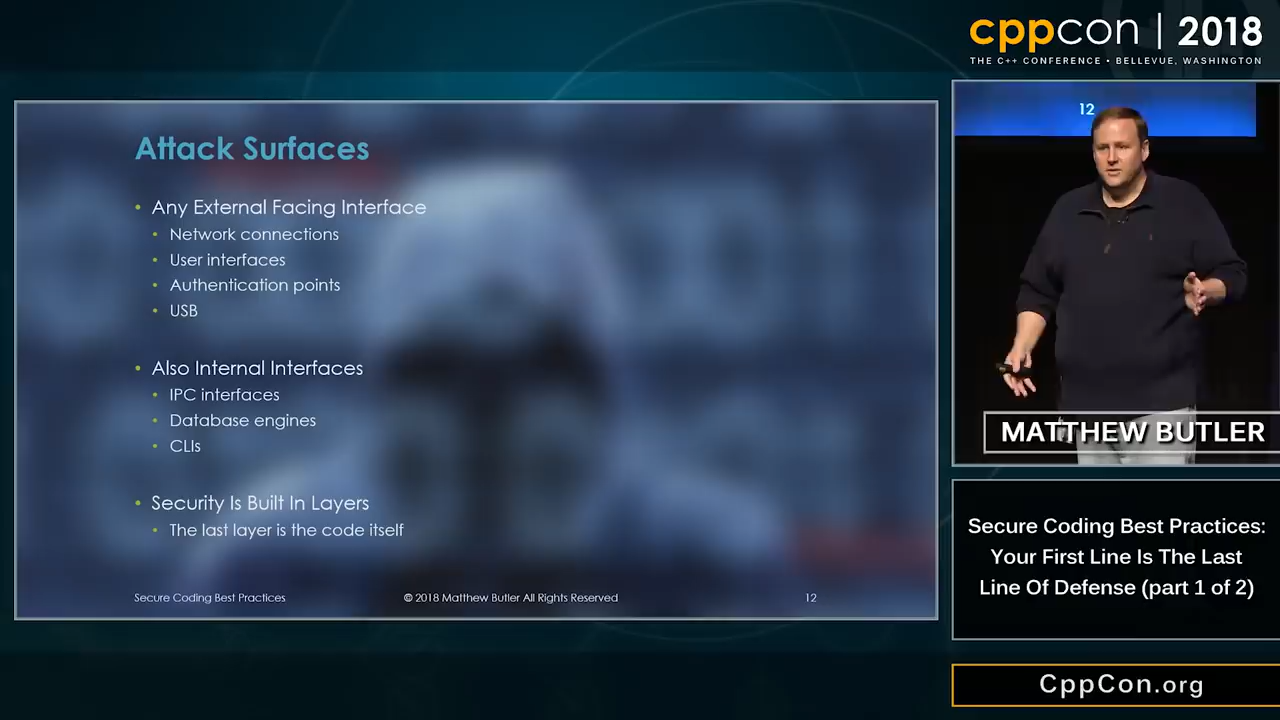 cppcon | 2018
THE C++ CONFERENCE • BELLEVUE, WASHINGTON
Attack Surfaces
• Any External Facing Interface
• Network connections
• User interfaces
• Authentication points
• USB
• Also Internal Interfaces
• IPC interfaces
• Database engines
• CLIs
• Security Is Built In Layers
• The last layer is the code itself
Secure Coding Best Practices
© 2018 Matthew Butler All Rights Reserved
12
12
MATTHEW BUTLER
Secure Coding Best Practices:
Your First Line Is The Last
Line Of Defense (part 1 of 2)
CppCon.org